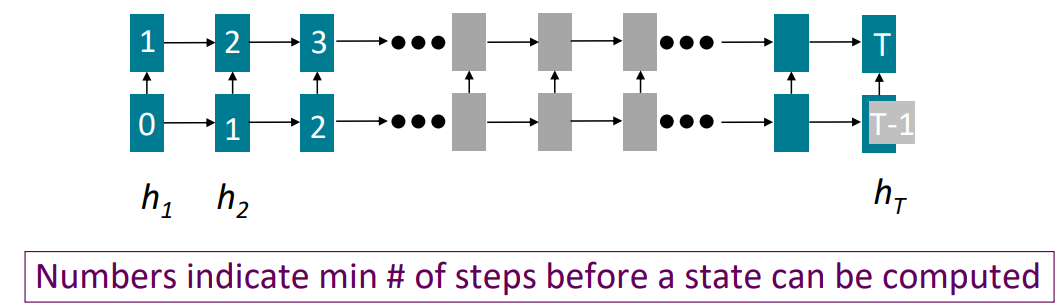 1 2 3 T
0 1 2 T-1
h1 h2 hT
Numbers indicate min # of steps before a state can be computed